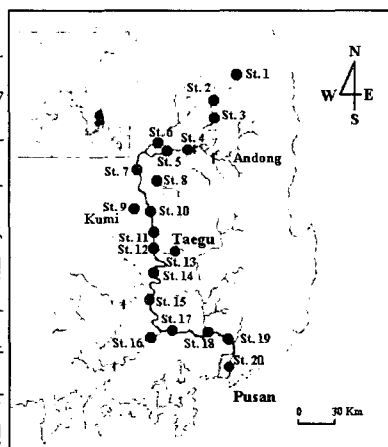 N
St. 1
St. 2
W E
St. 3
S
St. 6
St. 4
St. 5
Andong
St. 7
St. 8
St. 9
St. 10
Kumi
St. 11
Taegu
St. 12
St. 13
St. 14
St. 15
St. 17
St. 16
St. 18
St. 19
St. 20
Pusan
0 30 Km